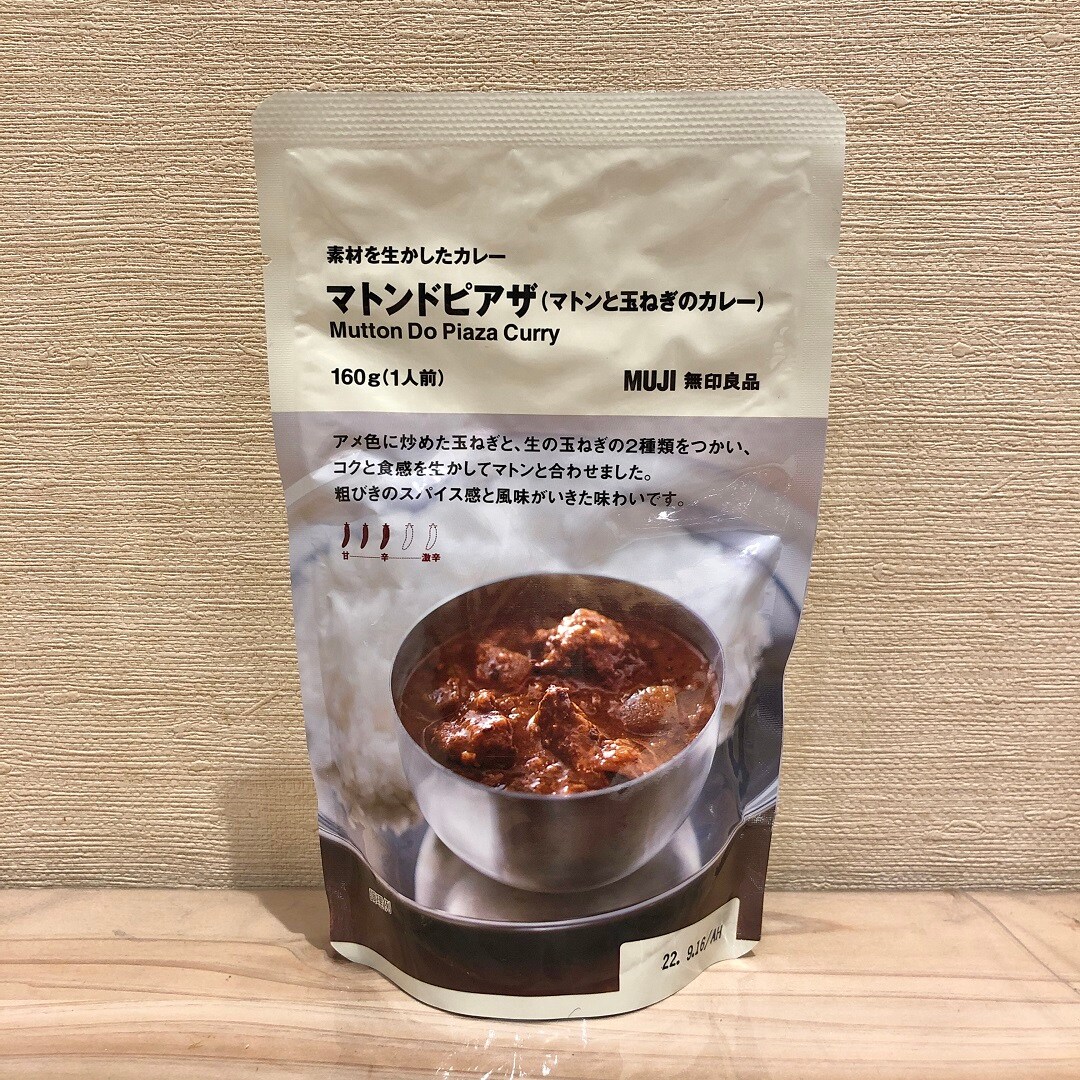 素材を生かしたカレー
マトンドピアザ(マトンと玉ねぎのカレー)
Mutton Do Piaza Curry
160g(1人前)
MUJI 無印良品
アメ色に炒めた玉ねぎと、生の玉ねぎの2種類をつかい、
コクと食感を生かしてマトンと合わせました。
粗びきのスパイス感と風味がいきた味わいです。
甘 辛 激辛
調理例
22. 9.16/AH